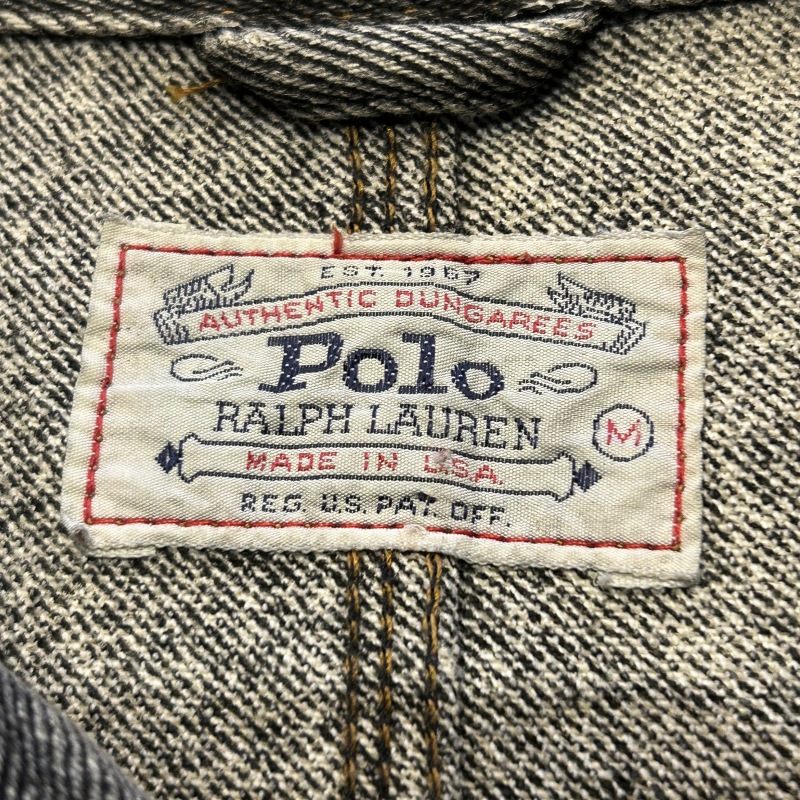 EST. 1967
AUTHENTIC DUNGAREES
Polo
RALPH LAUREN
M
MADE IN U.S.A.
REG. U.S. PAT. OFF.